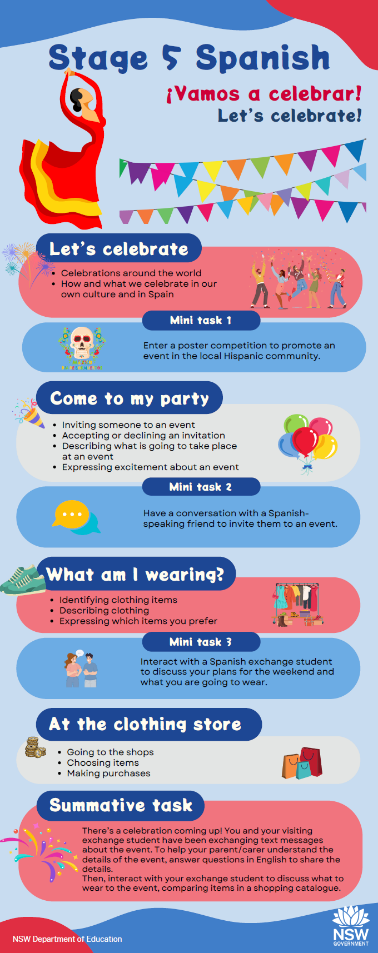 Stage 5 Spanish
¡Vamos a celebrar!
Let's celebrate!
Let's celebrate
• Celebrations around the world
• How and what we celebrate in our
own culture and in Spain
Mini task 1
Enter a poster competition to promote an
event in the local Hispanic community.
Come to my party
• Inviting someone to an event
• Accepting or declining an invitation
• Describing what is going to take place
at an event
• Expressing excitement about an event
Mini task 2
Have a conversation with a Spanish-
speaking friend to invite them to an event.
What am I wearing?
• Identifying clothing items
• Describing clothing
• Expressing which items you prefer
Mini task 3
Interact with a Spanish exchange student
to discuss your plans for the weekend and
what you are going to wear.
At the clothing store
• Going to the shops
• Choosing items
• Making purchases
Summative task
There's a celebration coming up! You and your visiting
exchange student have been exchanging text messages
about the event. To help your parent/carer understand the
details of the event, answer questions in English to share the
details.
Then, interact with your exchange student to discuss what to
wear to the event, comparing items in a shopping catalogue.
NSW Department of Education
NSW
GOVERNMENT